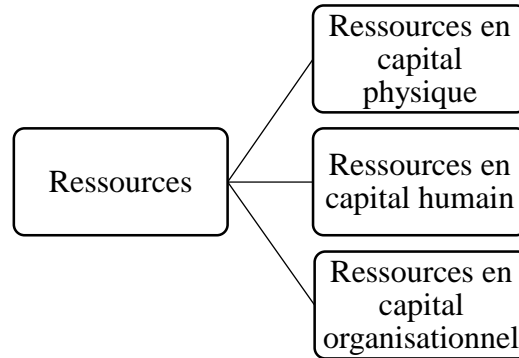 Ressources
Ressources en
capital
physique
Ressources en
capital humain
Ressources en
capital
organisationnel